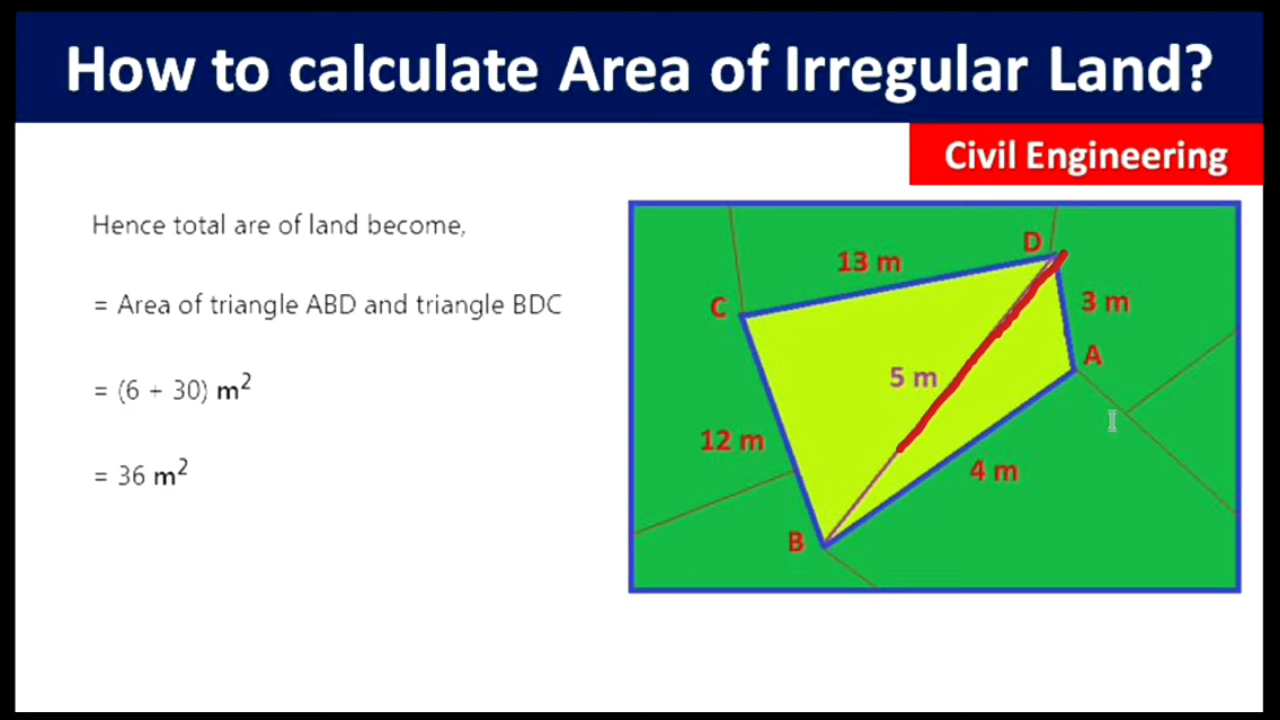 How to calculate Area of Irregular Land?
Civil Engineering
Hence total are of land become,
= Area of triangle ABD and triangle BDC
= (6 + 30) m²
= 36 m²
D
13 m
C
3 m
A
5 m
12 m
4 m
B